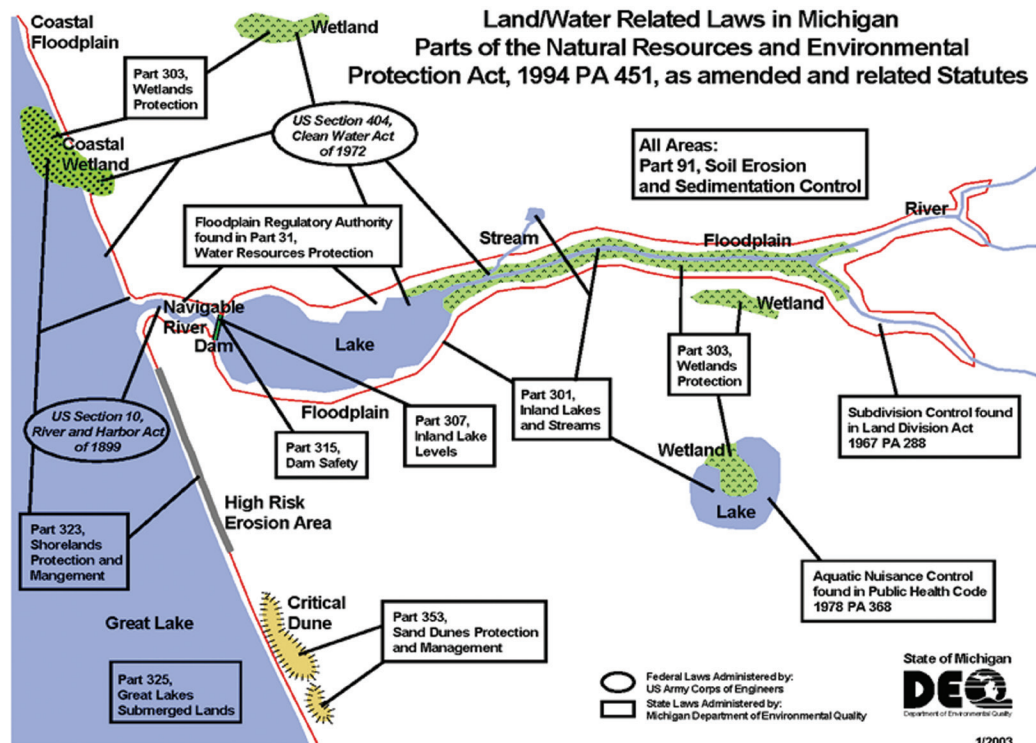 Land/Water Related Laws in Michigan
Parts of the Natural Resources and Environmental
Protection Act, 1994 PA 451, as amended and related Statutes
Coastal
Floodplain
Wetland
Part 303,
Wetlands
Protection
US Section 404,
Clean Water Act
of 1972
Coastal
Wetland
All Areas:
Part 91, Soil Erosion
and Sedimentation Control
Floodplain Regulatory Authority
found in Part 31,
Water Resources Protection
Stream
River
Floodplain
Navigable
River
Dam
Lake
Wetland
Floodplain
Part 303,
Wetlands
Protection
US Section 10,
River and Harbor Act
of 1899
Part 315,
Dam Safety
Part 307,
Inland Lake
Levels
Part 301,
Inland Lakes
and Streams
Subdivision Control found
in Land Division Act
1967 PA 288
Wetland
Lake
High Risk
Erosion Area
Part 323,
Shorelands
Protection and
Mangement
Aquatic Nuisance Control
found in Public Health Code
1978 PA 368
Great Lake
Critical
Dune
Part 353,
Sand Dunes Protection
and Management
Part 325,
Great Lakes
Submerged Lands
Federal Laws Administered by:
US Army Corps of Engineers
State Laws Administered by:
Michigan Department of Environmental Quality
State of Michigan
DEQ
Department of Environmental Quality
1/2003